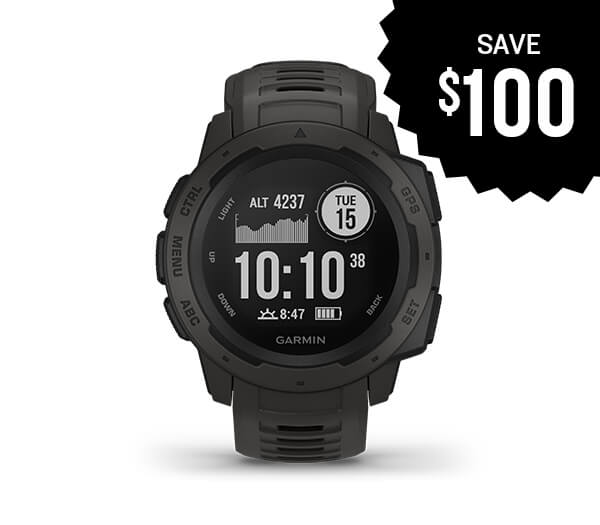 SAVE
$100
CTRL
MENU
ABC
GPS
SET
LIGHT
UP
DOWN
BACK
ALT 4237
TUE
15
10:10 38
8:47
GARMIN